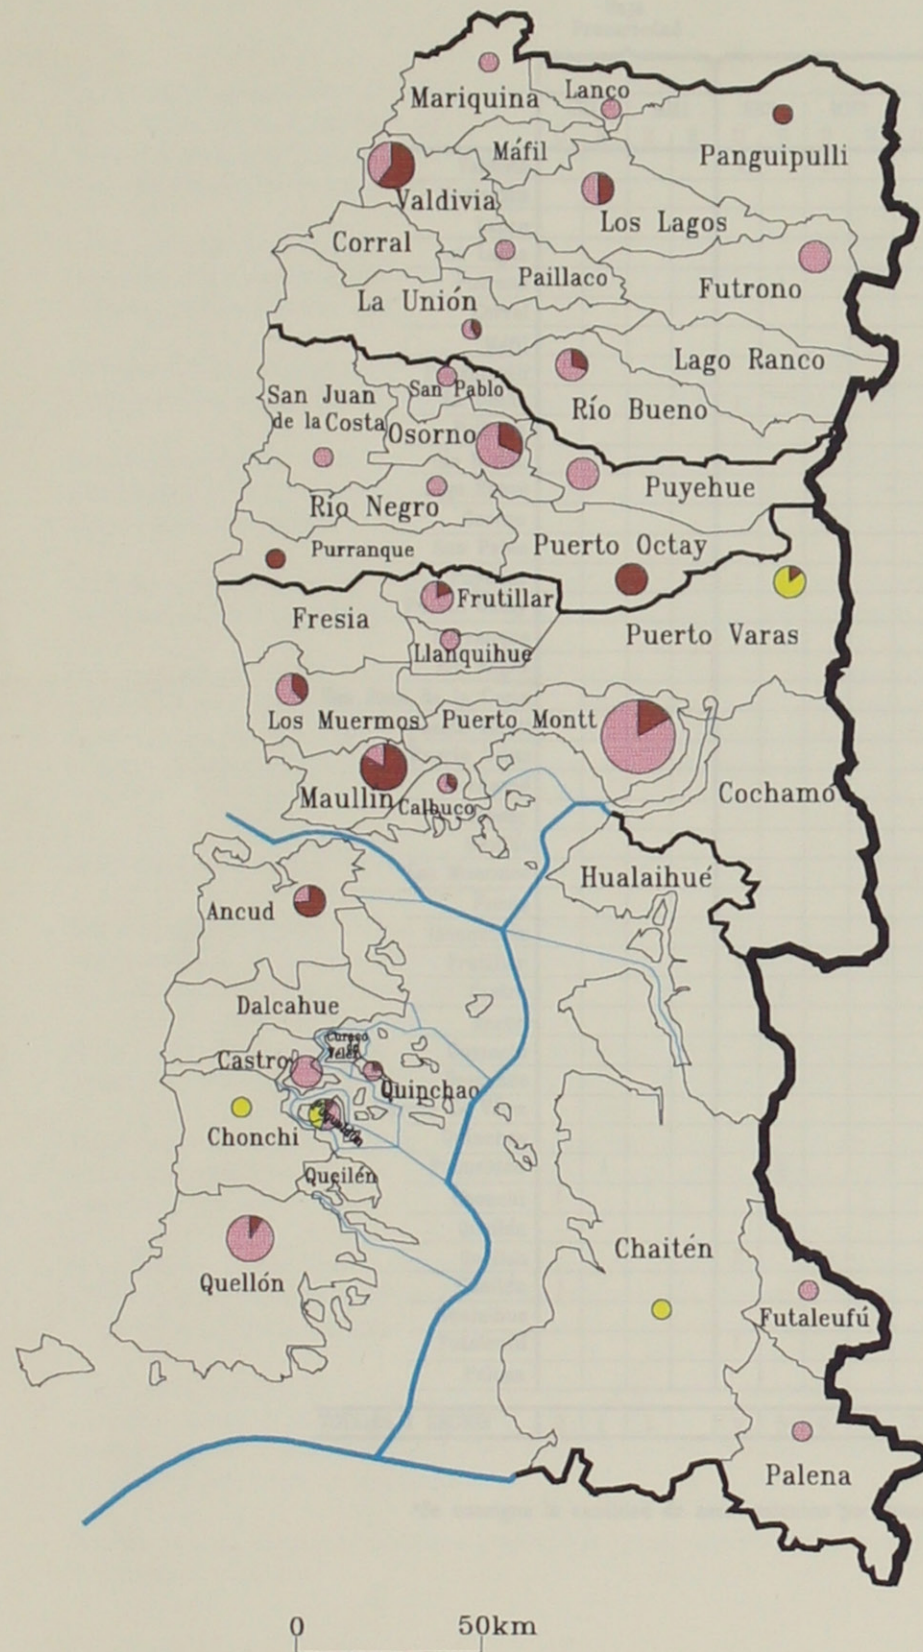 Mariquina
Lanco
Máfil
Panguipulli
Valdivia
Los Lagos
Corral
Paillaco
Futrono
La Unión
Lago Ranco
San Pablo
San Juan
de la Costa
Río Bueno
Osorno
Puyehue
Río Negro
Purranque
Puerto Octay
Frutillar
Fresia
Puerto Varas
Llanquihue
Los Muermos
Puerto Montt
Cochamó
Maullín
Calbuco
Hualaihué
Ancud
Dalcahue
Curaco
de
Vélez
Castro
Quinchao
Chonchi
Puqueldón
Queilén
Chaitén
Quellón
Futaleufú
Palena
0 50km